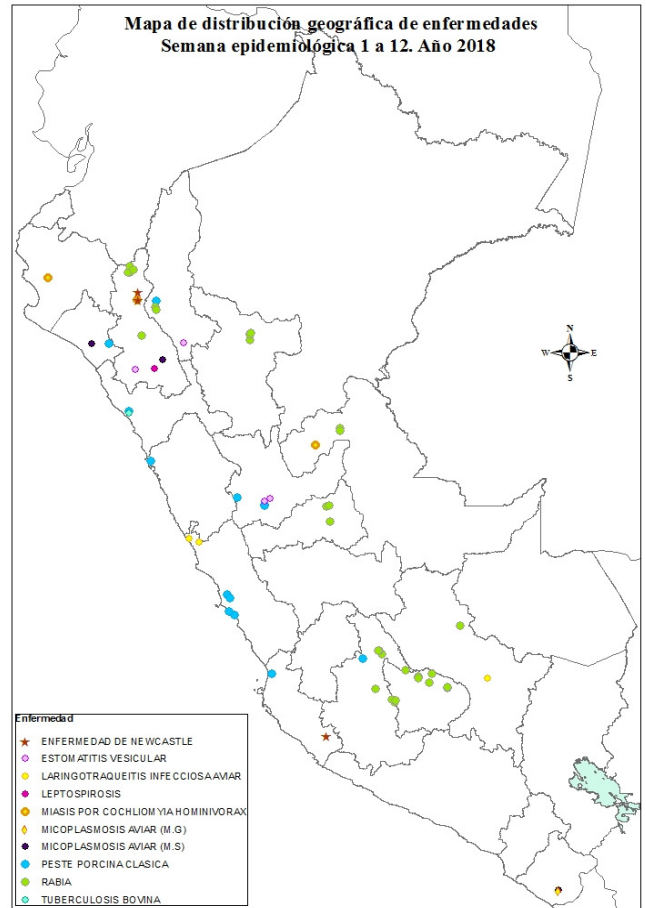 Mapa de distribución geográfica de enfermedades
Semana epidemiológica 1 a 12. Año 2018
N
W E
S
Enfermedad
ENFERMEDAD DE NEWCASTLE
ESTOMATITIS VESICULAR
LARINGOTRAQUEITIS INFECCIOSA AVIAR
LEPTOSPIROSIS
MIASIS POR COCHLIOMYIA HOMINIVORAX
MICOPLASMOSIS AVIAR (M.G)
MICOPLASMOSIS AVIAR (M.S)
PESTE PORCINA CLASICA
RABIA
TUBERCULOSIS BOVINA